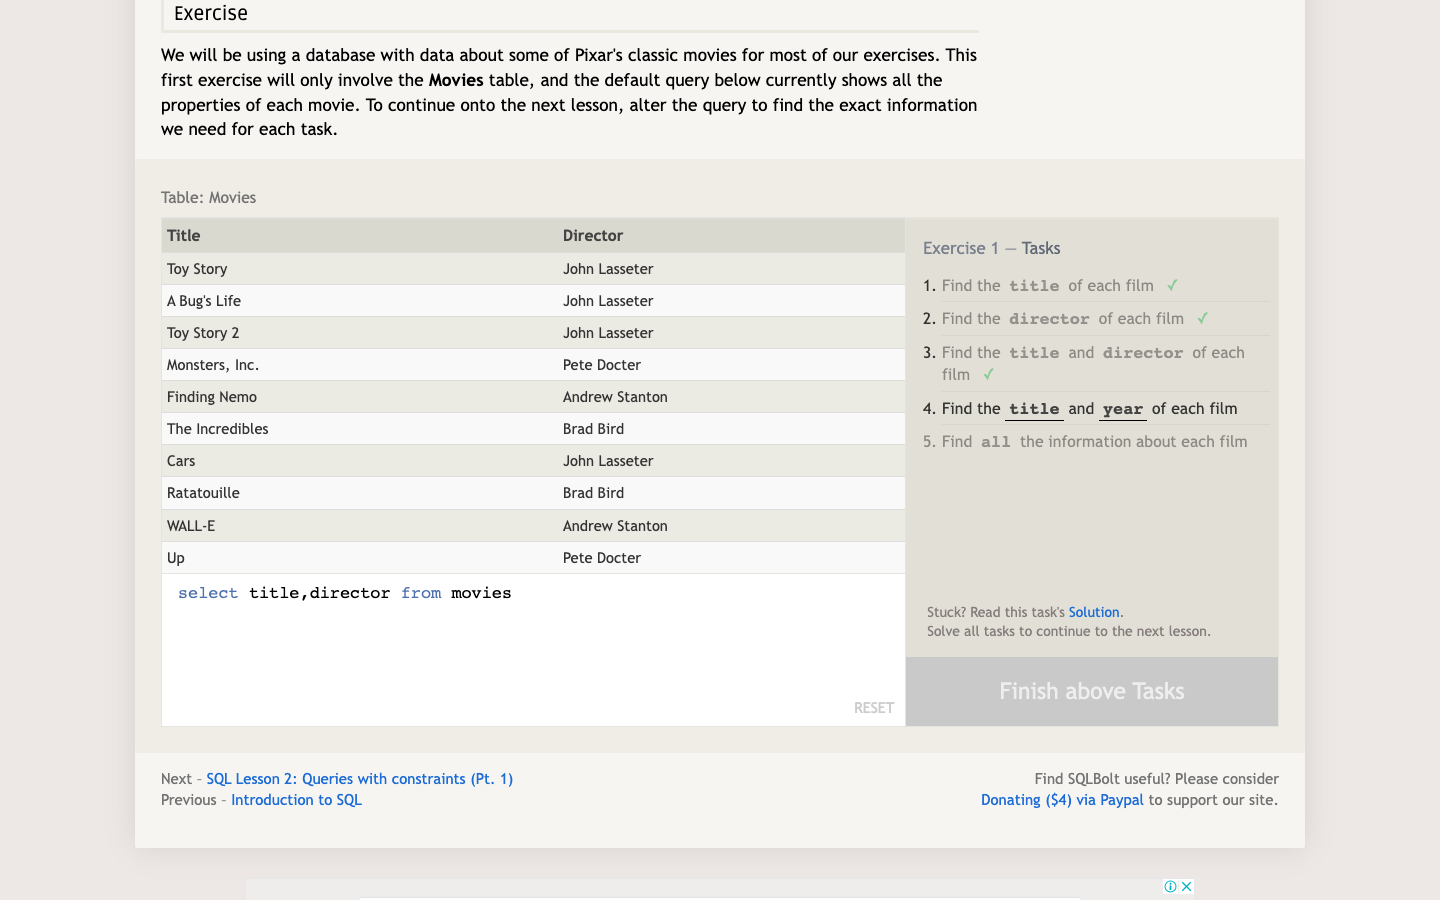 Exercise
We will be using a database with data about some of Pixar's classic movies for most of our exercises. This
first exercise will only involve the Movies table, and the default query below currently shows all the
properties of each movie. To continue onto the next lesson, alter the query to find the exact information
we need for each task.
Table: Movies
Title Director
Toy Story John Lasseter
A Bug's Life John Lasseter
Toy Story 2 John Lasseter
Monsters, Inc. Pete Docter
Finding Nemo Andrew Stanton
The Incredibles Brad Bird
Cars John Lasseter
Ratatouille Brad Bird
WALL-E Andrew Stanton
Up Pete Docter
select title,director from movies
RESET
Exercise 1 — Tasks
1. Find the title of each film ✓
2. Find the director of each film ✓
3. Find the title and director of each
film ✓
4. Find the title and year of each film
5. Find all the information about each film
Stuck? Read this task's Solution.
Solve all tasks to continue to the next lesson.
Finish above Tasks
Next – SQL Lesson 2: Queries with constraints (Pt. 1)
Previous – Introduction to SQL
Find SQLBolt useful? Please consider
Donating ($4) via Paypal to support our site.